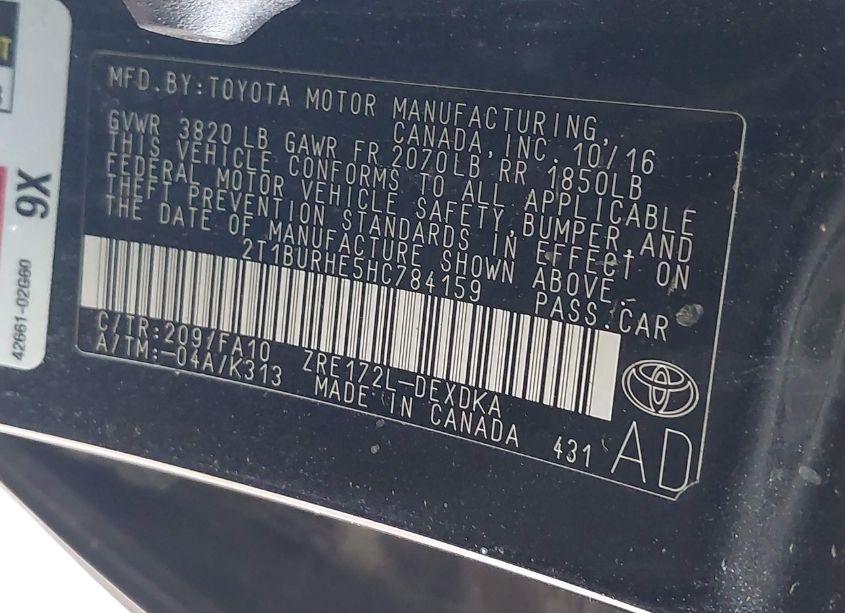 MFD.BY:TOYOTA MOTOR MANUFACTURING,
CANADA, INC. 10/16
GVWR 3820 LB GAWR FR 2070LB RR 1850LB
THIS VEHICLE CONFORMS TO ALL APPLICABLE
FEDERAL MOTOR VEHICLE SAFETY,BUMPER,AND
THEFT PREVENTION STANDARDS IN EFFECT ON
THE DATE OF MANUFACTURE SHOWN ABOVE.
2T1BURHE5HC784159 PASS.CAR
C/TR:209/FA10 ZRE172L-DEXDKA
A/TM:-04A/K313 MADE IN CANADA
431 AD
9X
42661-02G60